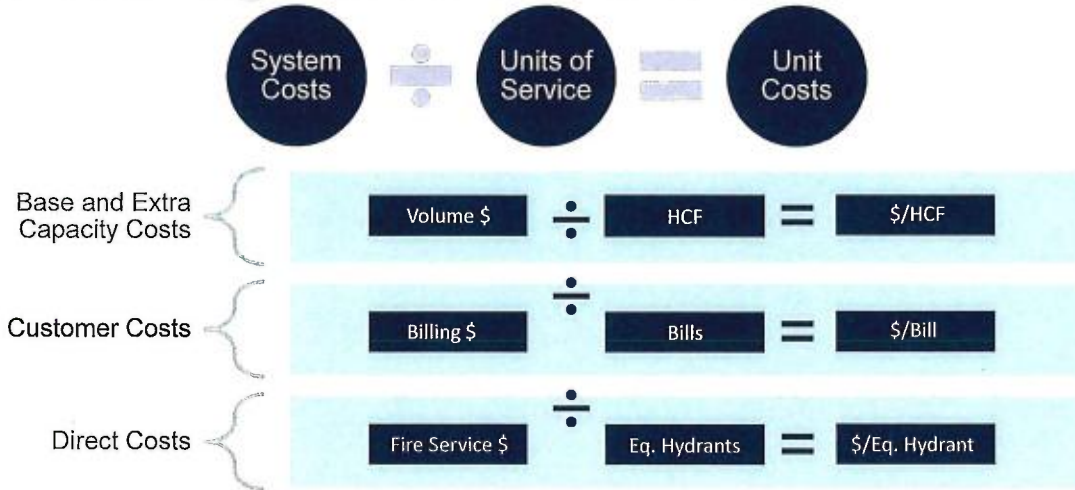 System
Costs
÷
Units of
Service
=
Unit
Costs
Base and Extra
Capacity Costs
Volume $ ÷ HCF = $/HCF
Customer Costs
Billing $ ÷ Bills = $/Bill
Direct Costs
Fire Service $ ÷ Eq. Hydrants = $/Eq. Hydrant